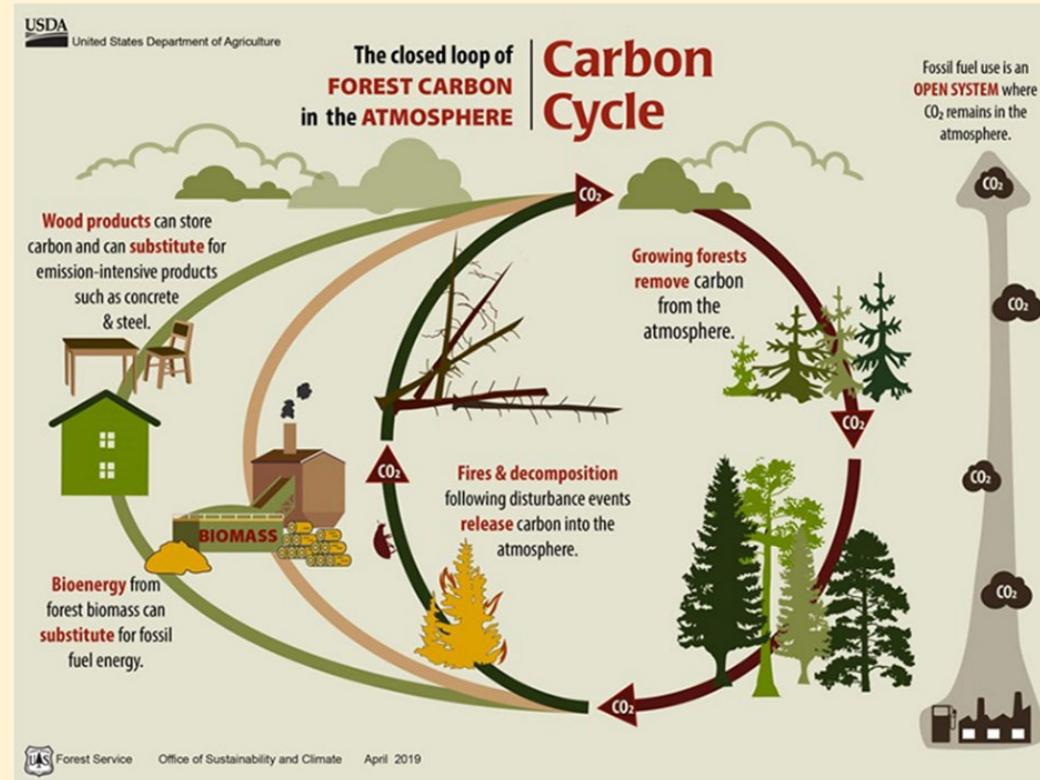 USDA
United States Department of Agriculture
The closed loop of
FOREST CARBON
in the ATMOSPHERE
Carbon
Cycle
Fossil fuel use is an
OPEN SYSTEM where
CO₂ remains in the
atmosphere.
CO₂
CO₂
Wood products can store
carbon and can substitute for
emission-intensive products
such as concrete
& steel.
Growing forests
remove carbon
from the
atmosphere.
CO₂
CO₂
CO₂
Fires & decomposition
following disturbance events
release carbon into the
atmosphere.
CO₂
BIOMASS
Bioenergy from
forest biomass can
substitute for fossil
fuel energy.
CO₂
CO₂
U S
Forest Service
Office of Sustainability and Climate
April 2019